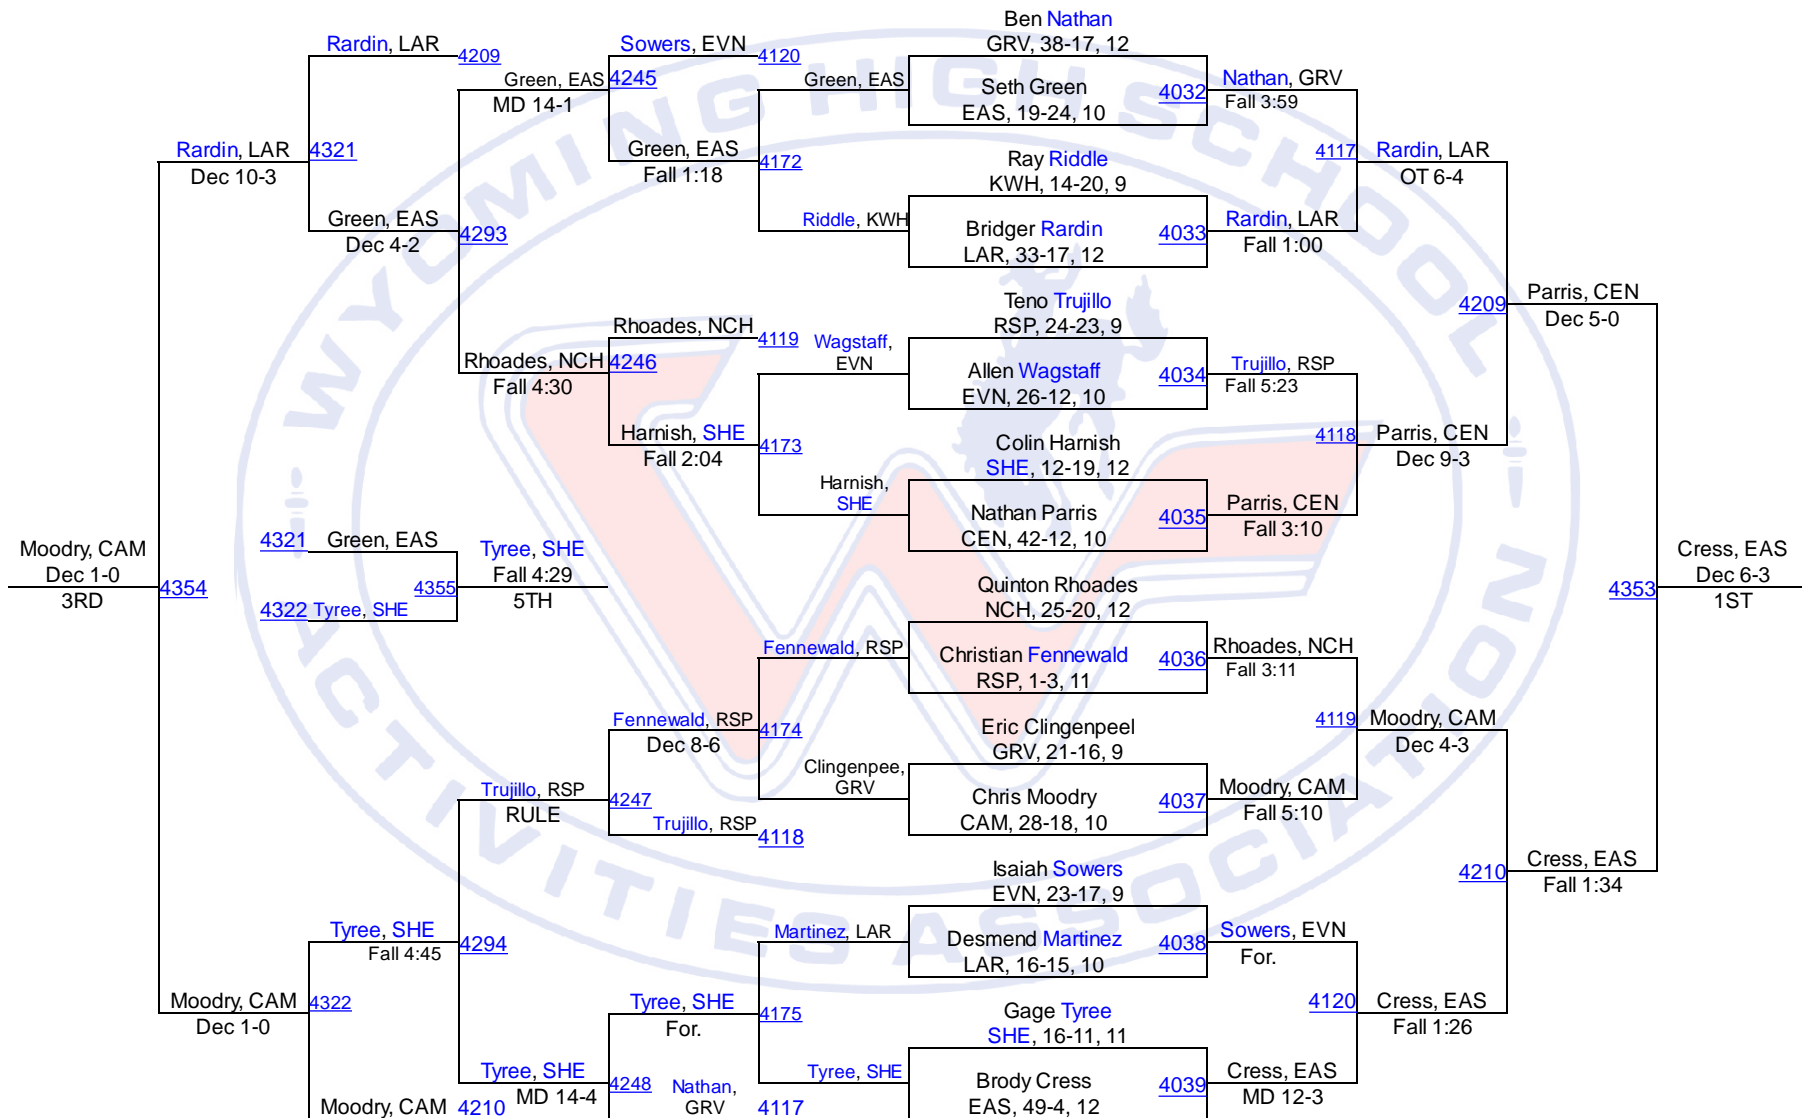 Ben Nathan
Rardin, LAR
Sowers, EVN
GRV, 38-17, 12
4209
4120
Green, EAS
4245
Green, EAS
Nathan, GRV
MD 14-1
Seth Green
4032
Fall 3:59
EAS, 19-24, 10
Rardin, LAR
4321
Green, EAS
4172
Ray Riddle
4117
Rardin, LAR
Dec 10-3
Fall 1:18
KWH, 14-20, 9
OT 6-4
Green, EAS
Riddle, KWH
Rardin, LAR
Dec 4-2
4293
Bridger Rardin
4033
Fall 1:00
LAR, 33-17, 12
Teno Trujillo
4209
Parris, CEN
Rhoades, NCH
RSP, 24-23, 9
Dec 5-0
4119
Wagstaff,
EVN
Rhoades, NCH
4246
Allen Wagstaff
4034
Trujillo, RSP
Fall 4:30
EVN, 26-12, 10
Fall 5:23
Harnish, SHE
4173
Colin Harnish
4118
Parris, CEN
Fall 2:04
SHE, 12-19, 12
Dec 9-3
Harnish,
SHE
Nathan Parris
4035
Parris, CEN
CEN, 42-12, 10
Fall 3:10
4321
Green, EAS
Moodry, CAM
Tyree, SHE
Cress, EAS
Dec 1-0
Fall 4:29
Dec 6-3
3RD
4354
4355
5TH
Quinton Rhoades
4353
1ST
4322
Tyree, SHE
NCH, 25-20, 12
Fennewald, RSP
Christian Fennewald
4036
Rhoades, NCH
RSP, 1-3, 11
Fall 3:11
Fennewald, RSP
4174
Eric Clingenpeel
4119
Moodry, CAM
Dec 8-6
GRV, 21-16, 9
Dec 4-3
Clingenpee,
GRV
Trujillo, RSP
4247
Chris Moodry
4037
Moodry, CAM
RULE
CAM, 28-18, 10
Fall 5:10
Trujillo, RSP
4118
Isaiah Sowers
4210
Cress, EAS
EVN, 23-17, 9
Fall 1:34
Tyree, SHE
4294
Martinez, LAR
Desmend Martinez
4038
Sowers, EVN
Fall 4:45
LAR, 16-15, 10
For.
Moodry, CAM
4322
Tyree, SHE
4175
Gage Tyree
4120
Cress, EAS
Dec 1-0
For.
SHE, 16-11, 11
Fall 1:26
Tyree, SHE
4248
Tyree, SHE
Brody Cress
4039
Cress, EAS
MD 14-4
Nathan,
GRV
EAS, 49-4, 12
MD 12-3
Moodry, CAM
4210
4117
WYOMING HIGH SCHOOL
ACTIVITIES ASSOCIATION